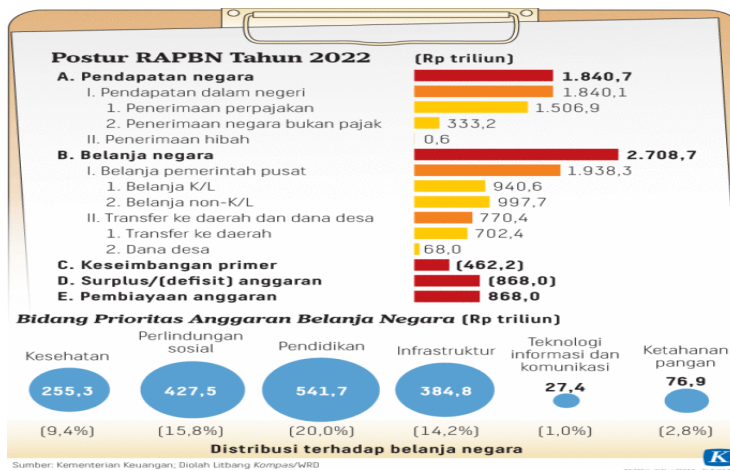 Postur RAPBN Tahun 2022 (Rp triliun)
A. Pendapatan negara 1.840,7
I. Pendapatan dalam negeri 1.840,1
1. Penerimaan perpajakan 1.506,9
2. Penerimaan negara bukan pajak 333,2
II. Penerimaan hibah 0,6
B. Belanja negara 2.708,7
I. Belanja pemerintah pusat 1.938,3
1. Belanja K/L 940,6
2. Belanja non-K/L 997,7
II. Transfer ke daerah dan dana desa 770,4
1. Transfer ke daerah 702,4
2. Dana desa 68,0
C. Keseimbangan primer (462,2)
D. Surplus/(defisit) anggaran (868,0)
E. Pembiayaan anggaran 868,0
Bidang Prioritas Anggaran Belanja Negara (Rp triliun)
Kesehatan
255,3
(9,4%)
Perlindungan
sosial
427,5
(15,8%)
Pendidikan
541,7
(20,0%)
Infrastruktur
384,8
(14,2%)
Teknologi
informasi dan
komunikasi
27,4
(1,0%)
Ketahanan
pangan
76,9
(2,8%)
Distribusi terhadap belanja negara
K
Sumber: Kementerian Keuangan; Diolah Litbang Kompas/WRD